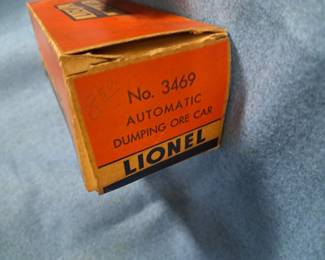 No. 3469
AUTOMATIC
DUMPING ORE CAR
LIONEL